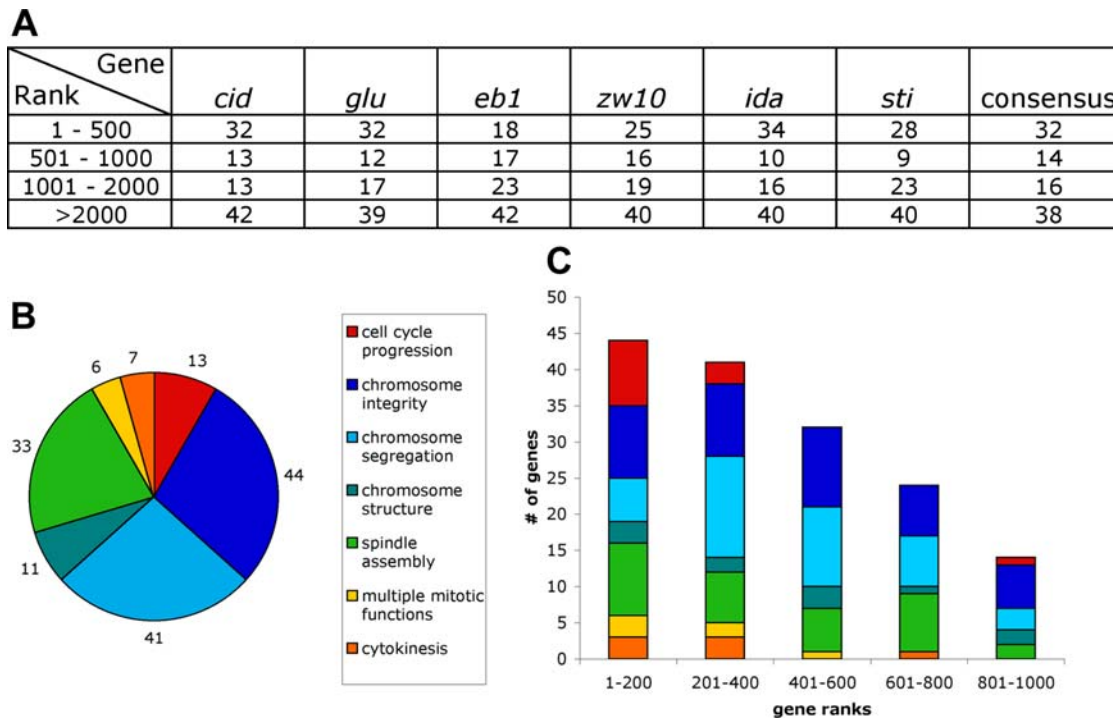 A
Gene
Rank cid glu eb1 zw10 ida sti consensus
1 - 500 32 32 18 25 34 28 32
501 - 1000 13 12 17 16 10 9 14
1001 - 2000 13 17 23 19 16 23 16
>2000 42 39 42 40 40 40 38
B
6 7 13
33 44
11 41
cell cycle
progression
chromosome
integrity
chromosome
segregation
chromosome
structure
spindle
assembly
multiple mitotic
functions
cytokinesis
C
# of genes
50
45
40
35
30
25
20
15
10
5
0
1-200 201-400 401-600 601-800 801-1000
gene ranks